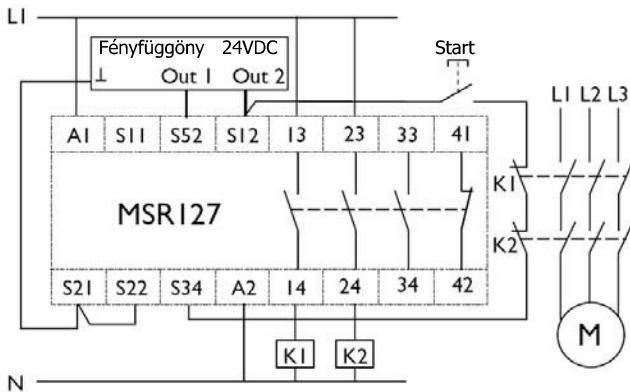 L1
Fényfüggöny 24VDC
⊥ Out 1 Out 2
Start
L1 L2 L3
A1 S11 S52 S12 13 23 33 41
K1
MSR127
K2
S21 S22 S34 A2 14 24 34 42
K1 K2
M
N